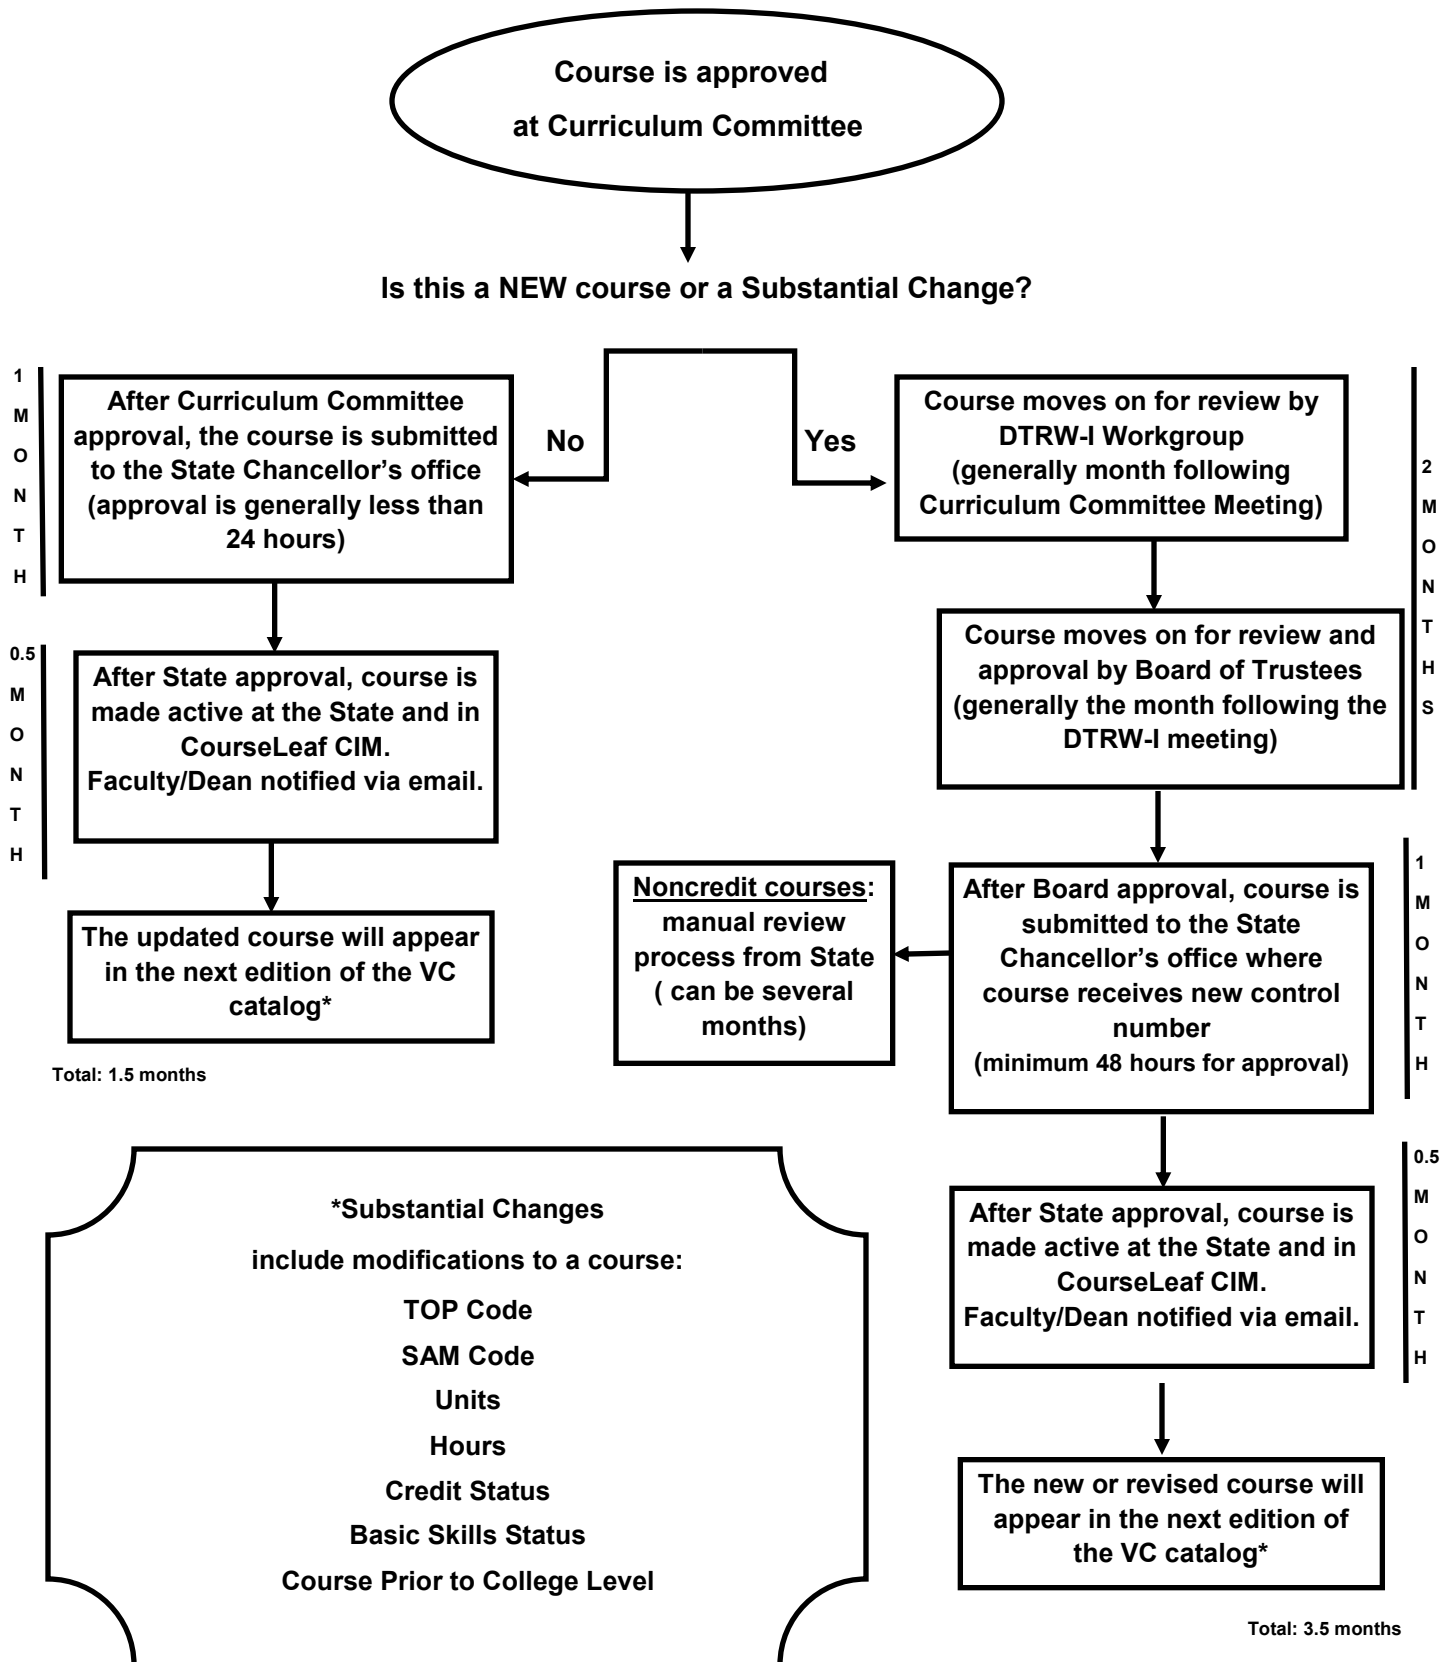 Course is approved
at Curriculum Committee
Is this a NEW course or a Substantial Change?
1
M
O
N
T
H
After Curriculum Committee
approval, the course is submitted
to the State Chancellor's office
(approval is generally less than
24 hours)
No
Yes
Course moves on for review by
DTRW-I Workgroup
(generally month following
Curriculum Committee Meeting)
2
M
O
N
T
H
S
0.5
M
O
N
T
H
After State approval, course is
made active at the State and in
CourseLeaf CIM.
Faculty/Dean notified via email.
Course moves on for review and
approval by Board of Trustees
(generally the month following the
DTRW-I meeting)
The updated course will appear
in the next edition of the VC
catalog*
Total: 1.5 months
Noncredit courses:
manual review
process from State
( can be several
months)
After Board approval, course is
submitted to the State
Chancellor's office where
course receives new control
number
(minimum 48 hours for approval)
1
M
O
N
T
H
*Substantial Changes
include modifications to a course:
TOP Code
SAM Code
Units
Hours
Credit Status
Basic Skills Status
Course Prior to College Level
After State approval, course is
made active at the State and in
CourseLeaf CIM.
Faculty/Dean notified via email.
0.5
M
O
N
T
H
The new or revised course will
appear in the next edition of
the VC catalog*
Total: 3.5 months